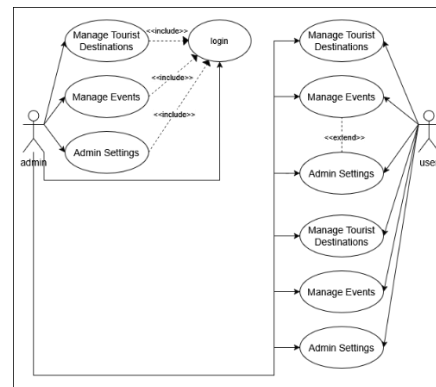 Manage Tourist
Destinations
<<include>>
login
Manage Events
<<include>>
<<include>>
Admin Settings
admin
Manage Tourist
Destinations
Manage Events
<<extend>>
Admin Settings
user
Manage Tourist
Destinations
Manage Events
Admin Settings